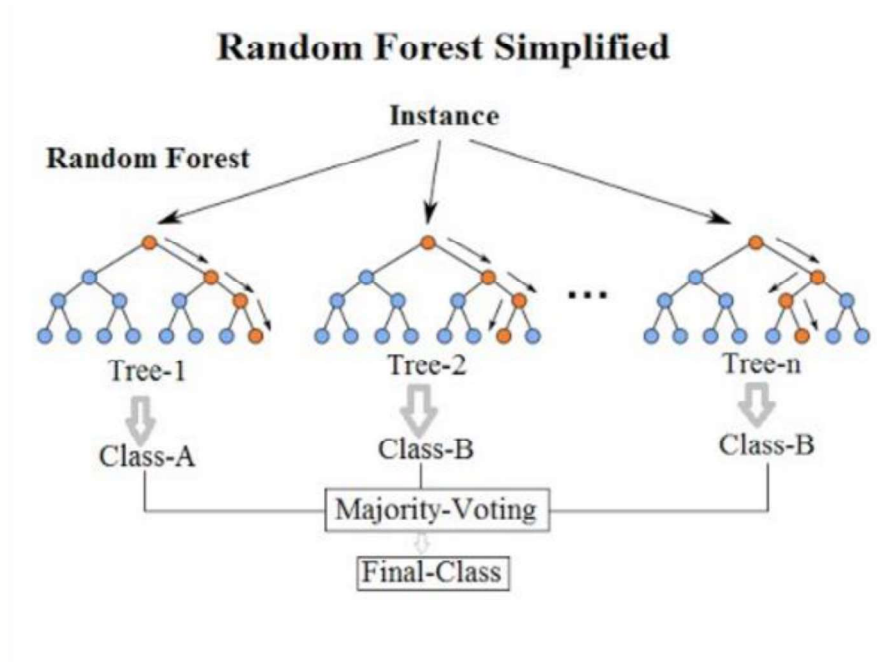 Random Forest Simplified
Instance
Random Forest
...
Tree-1
Tree-2
Tree-n
Class-A
Class-B
Class-B
Majority-Voting
Final-Class